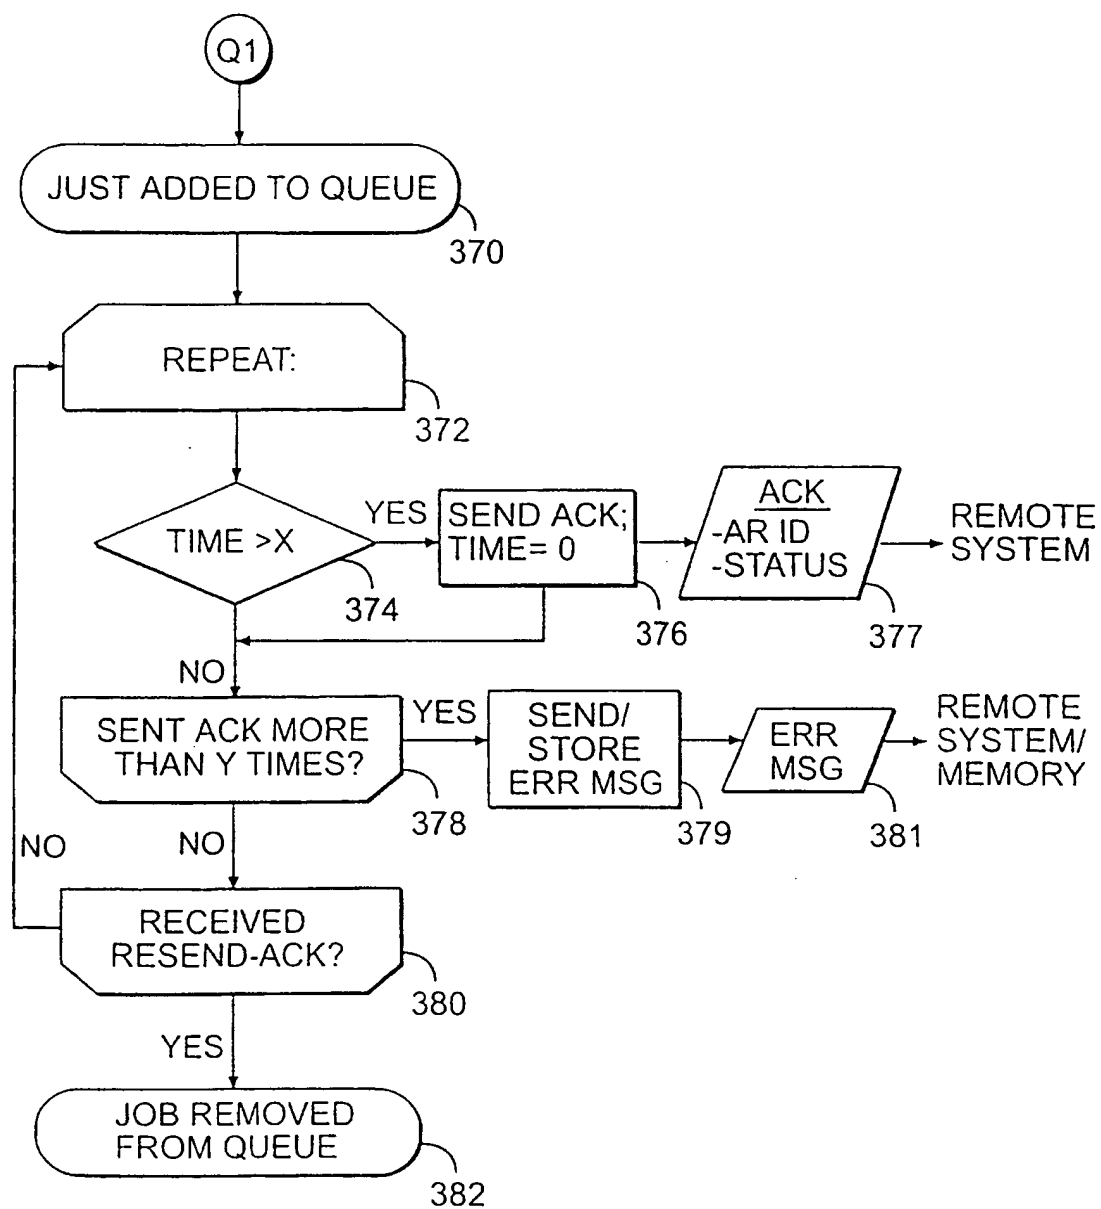 Q1
JUST ADDED TO QUEUE
370
REPEAT:
372
TIME >X
374
YES
SEND ACK;
TIME= 0
376
ACK
-AR ID
-STATUS
377
REMOTE
SYSTEM
NO
SENT ACK MORE
THAN Y TIMES?
378
YES
SEND/
STORE
ERR MSG
379
ERR
MSG
381
REMOTE
SYSTEM/
MEMORY
NO
NO
RECEIVED
RESEND-ACK?
380
YES
JOB REMOVED
FROM QUEUE
382